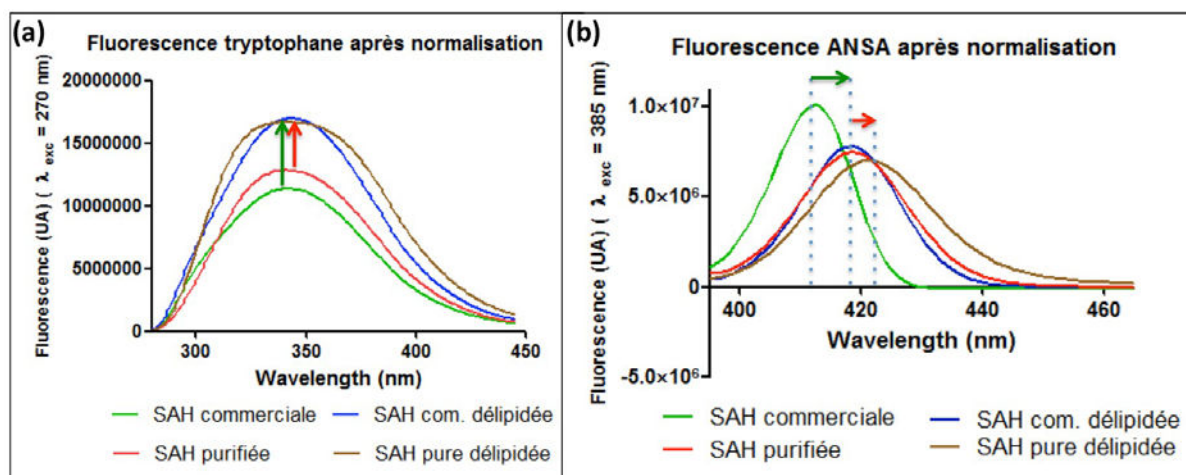 (a)
Fluorescence tryptophane après normalisation
Fluorescence (UA) ( λ exc = 270 nm)
20000000
15000000
10000000
5000000
0
300
350
400
450
Wavelength (nm)
SAH commerciale
SAH com. délipidée
SAH purifiée
SAH pure délipidée
(b)
Fluorescence ANSA après normalisation
Fluorescence (UA) ( λ exc = 385 nm)
1.0×10⁷
5.0×10⁶
0
-5.0×10⁶
400
420
440
460
Wavelength (nm)
SAH commerciale
SAH com. délipidée
SAH purifiée
SAH pure délipidée